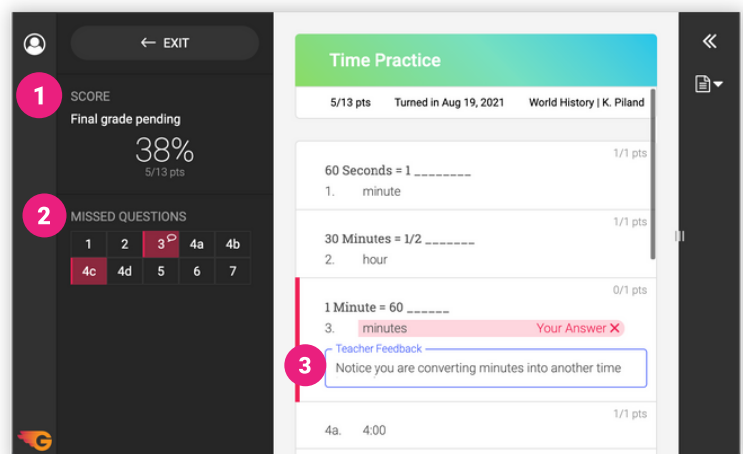 ← EXIT
1
SCORE
Final grade pending
38%
5/13 pts
2
MISSED QUESTIONS
1 2 3 4a 4b
4c 4d 5 6 7
Time Practice
5/13 pts Turned in Aug 19, 2021 World History | K. Piland
1/1 pts
60 Seconds = 1 ________
1. minute
1/1 pts
30 Minutes = 1/2 _______
2. hour
0/1 pts
1 Minute = 60 ______
3. minutes Your Answer ✕
Teacher Feedback
3
Notice you are converting minutes into another time
1/1 pts
4a. 4:00
G